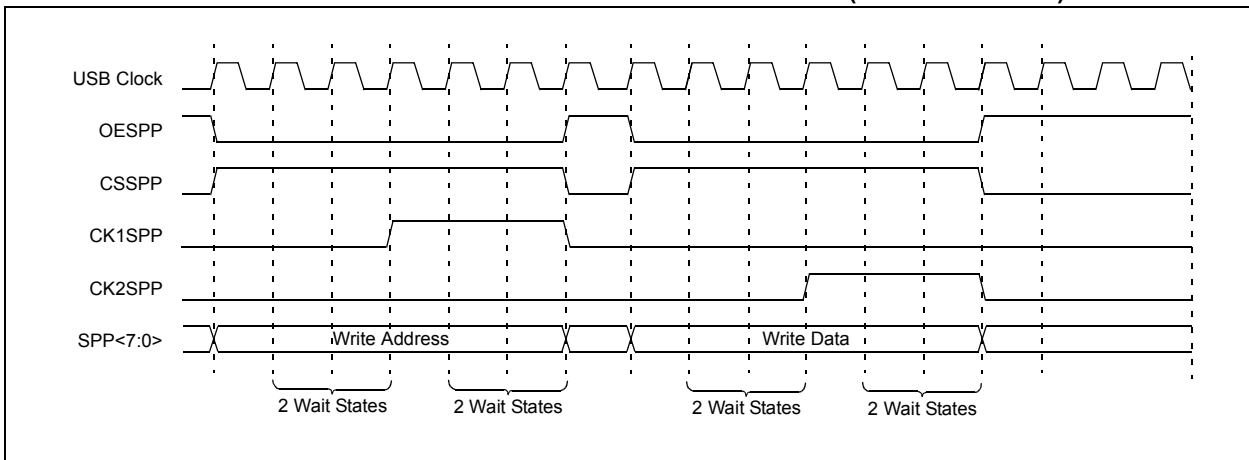 USB Clock
OESPP
CSSPP
CK1SPP
CK2SPP
SPP<7:0>
Write Address
Write Data
2 Wait States
2 Wait States
2 Wait States
2 Wait States